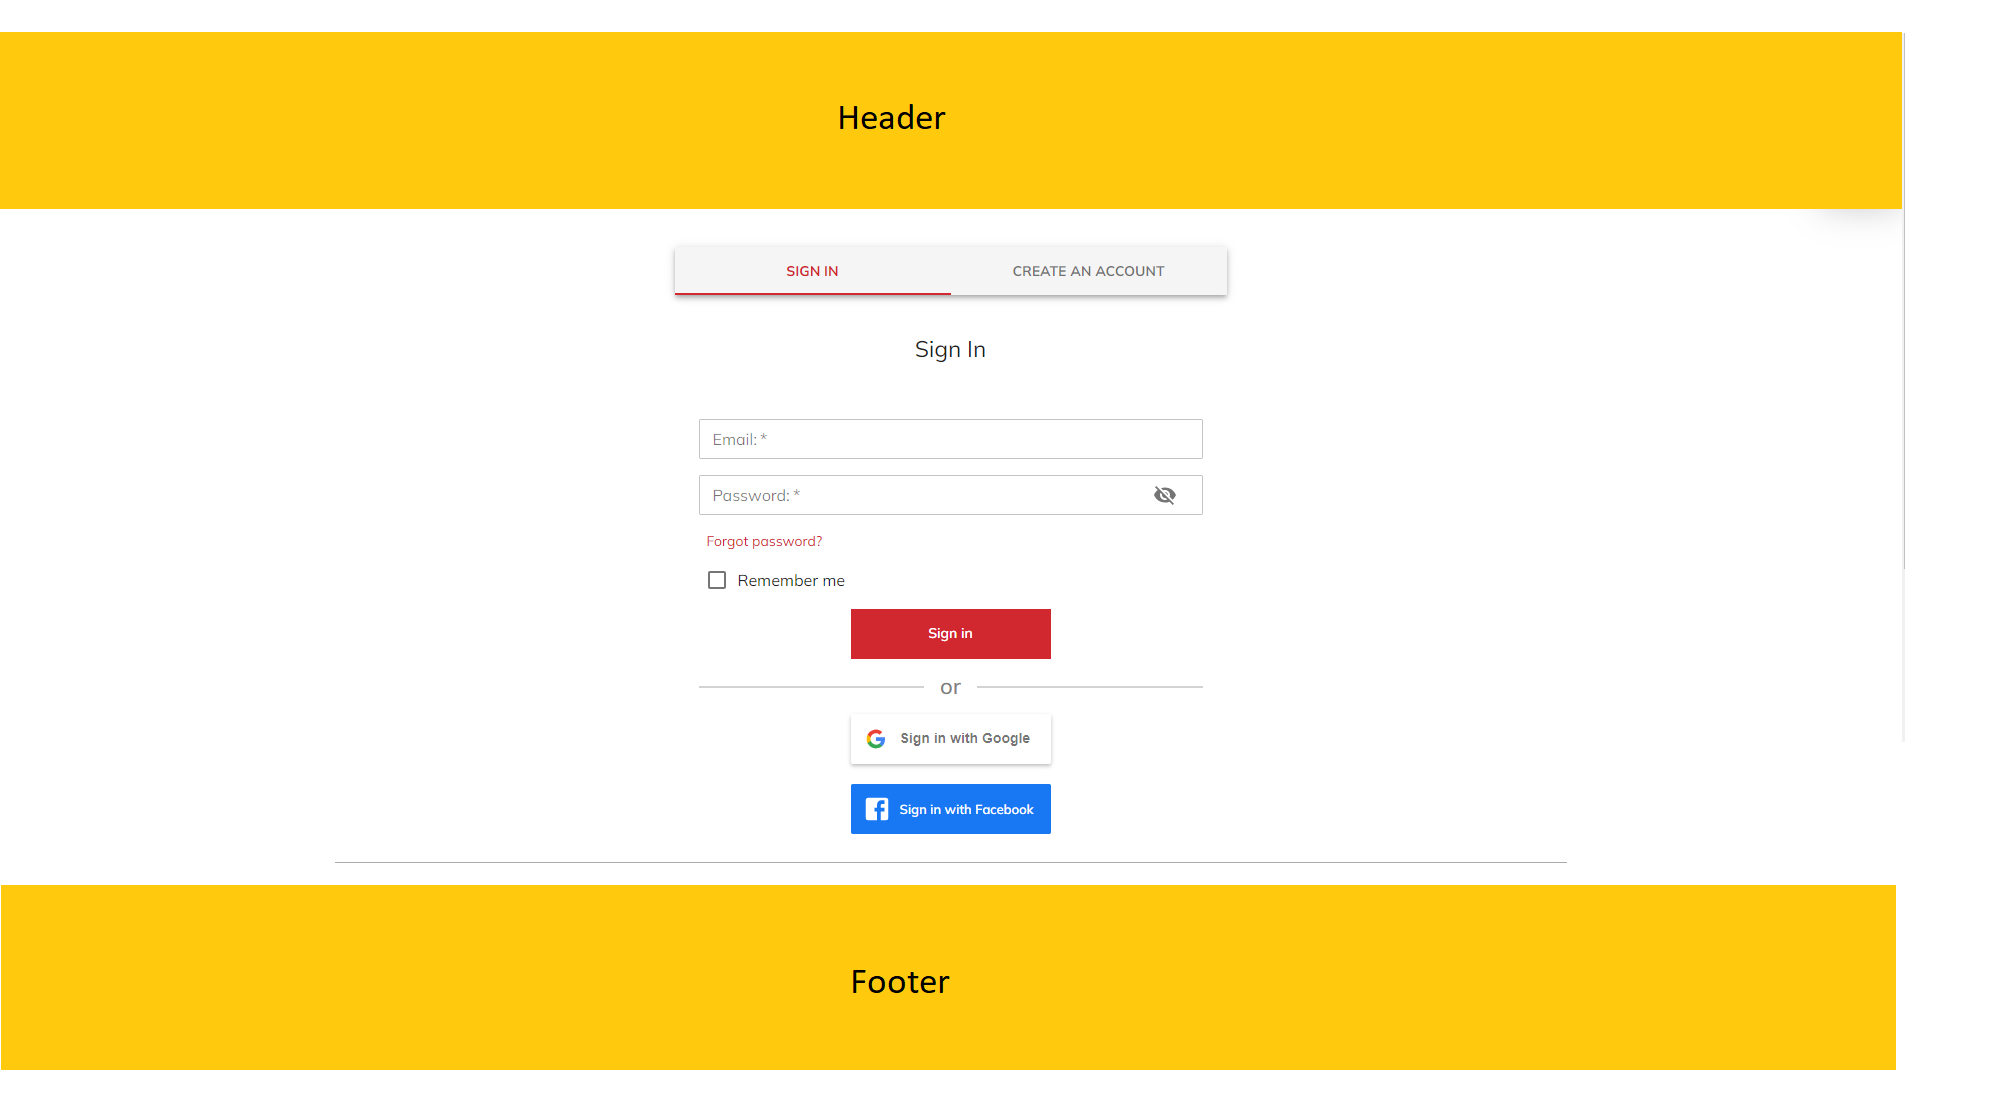 Header
SIGN IN
CREATE AN ACCOUNT
Sign In
Email: *
Password: *
Forgot password?
Remember me
Sign in
or
Sign in with Google
Sign in with Facebook
Footer